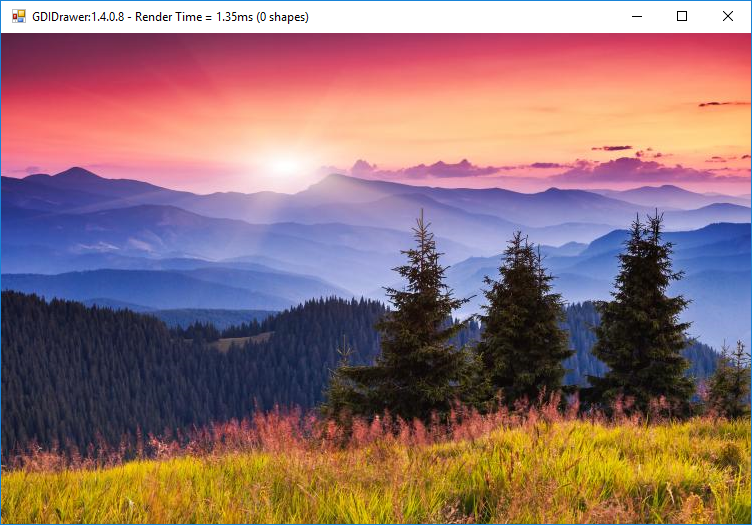 GDIDrawer:1.4.0.8 - Render Time = 1.35ms (0 shapes)